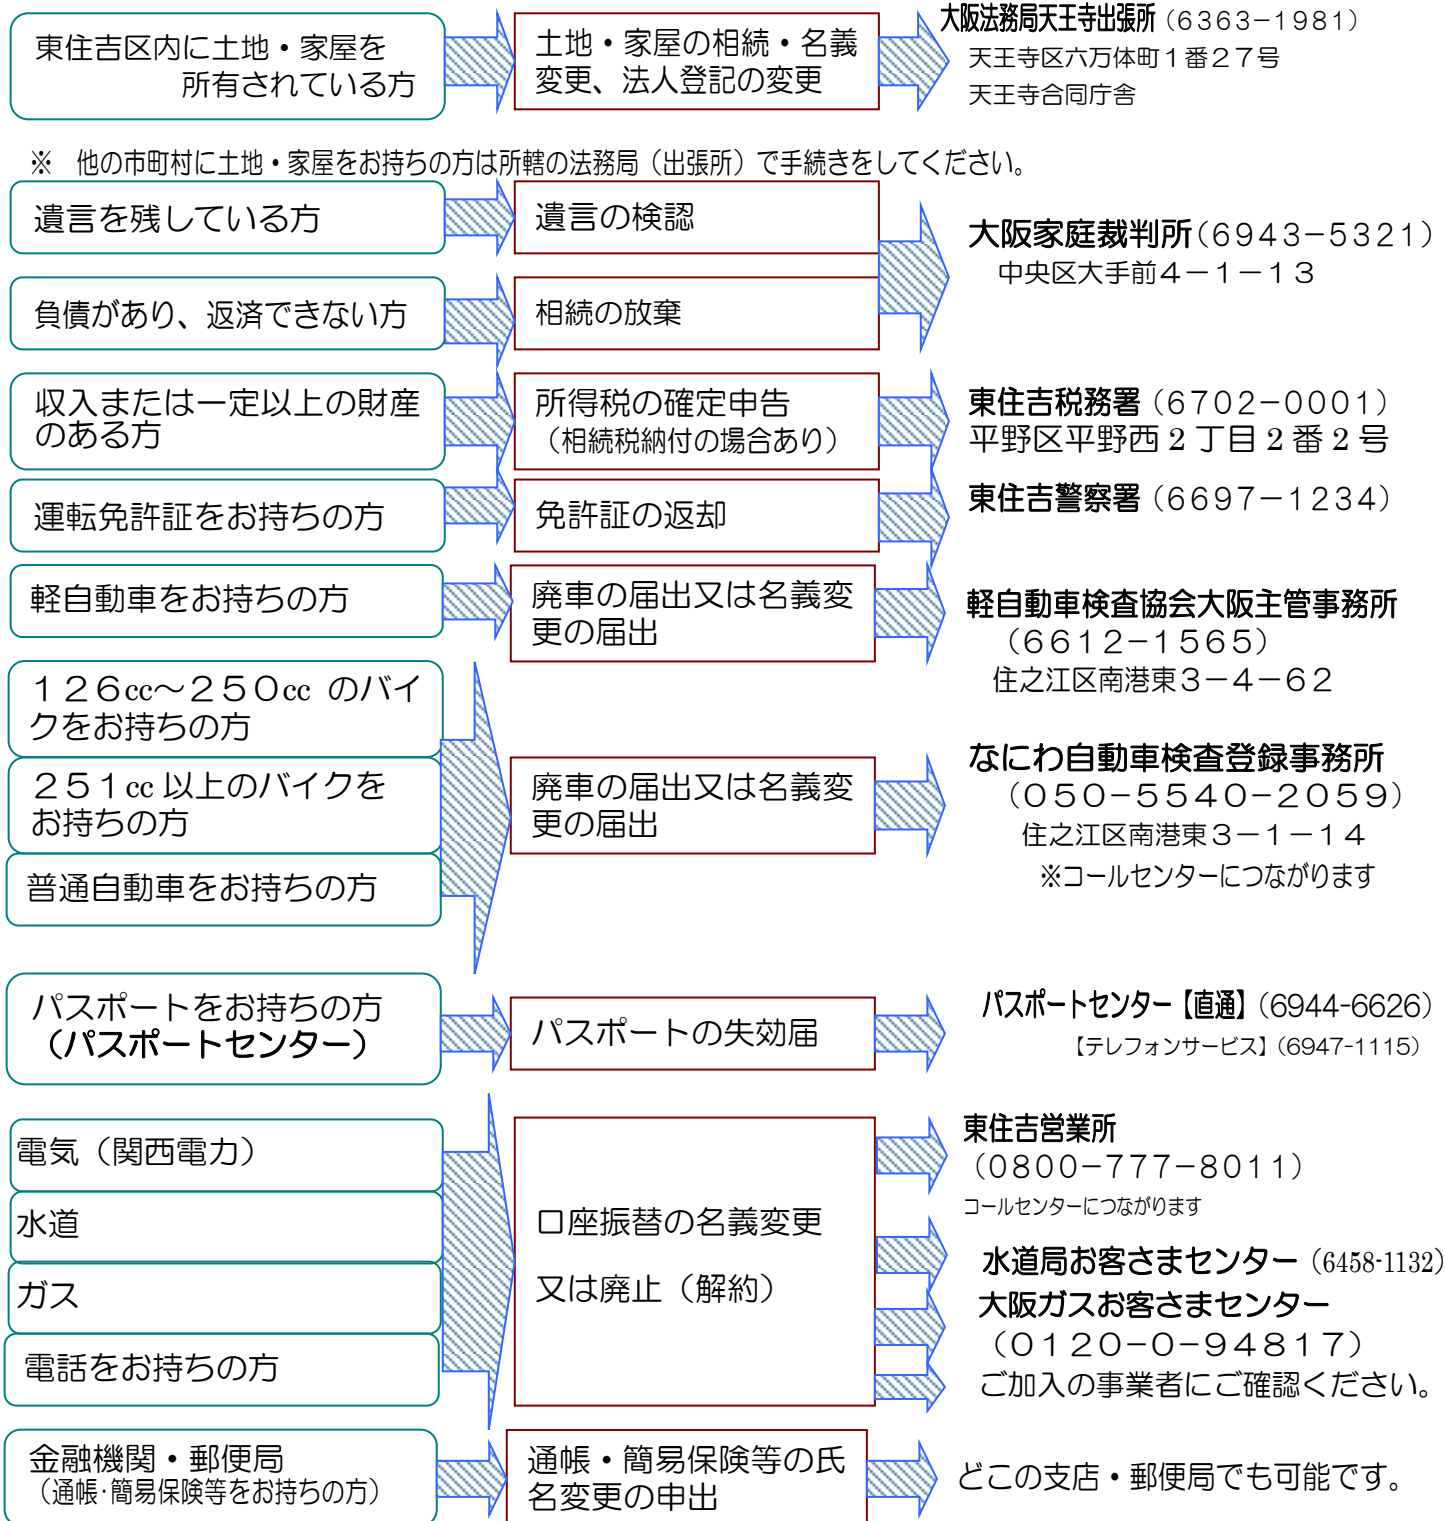 東住吉区内に土地・家屋を
所有されている方
土地・家屋の相続・名義
変更、法人登記の変更
大阪法務局天王寺出張所（６３６３－１９８１）
天王寺区六万体町１番２７号
天王寺合同庁舎
※　他の市町村に土地・家屋をお持ちの方は所轄の法務局（出張所）で手続きをしてください。
遺言を残している方
遺言の検認
大阪家庭裁判所（６９４３－５３２１）
中央区大手前４－１－１３
負債があり、返済できない方
相続の放棄
収入または一定以上の財産
のある方
所得税の確定申告
（相続税納付の場合あり）
東住吉税務署（６７０２－０００１）
平野区平野西２丁目２番２号
運転免許証をお持ちの方
免許証の返却
東住吉警察署（６６９７－１２３４）
軽自動車をお持ちの方
廃車の届出又は名義変
更の届出
軽自動車検査協会大阪主管事務所
（６６１２－１５６５）
住之江区南港東３－４－６２
１２６cc～２５０cc のバイ
クをお持ちの方
２５１cc 以上のバイクを
お持ちの方
普通自動車をお持ちの方
廃車の届出又は名義変
更の届出
なにわ自動車検査登録事務所
（０５０－５５４０－２０５９）
住之江区南港東３－１－１４
※コールセンターにつながります
パスポートをお持ちの方
（パスポートセンター）
パスポートの失効届
パスポートセンター【直通】（6944-6626）
【テレフォンサービス】（6947-1115）
電気（関西電力）
水道
ガス
電話をお持ちの方
口座振替の名義変更
又は廃止（解約）
東住吉営業所
（０８００－７７７－８０１１）
コールセンターにつながります
水道局お客さまセンター（6458-1132）
大阪ガスお客さまセンター
（０１２０－０－９４８１７）
ご加入の事業者にご確認ください。
金融機関・郵便局
（通帳・簡易保険等をお持ちの方）
通帳・簡易保険等の氏
名変更の申出
どこの支店・郵便局でも可能です。